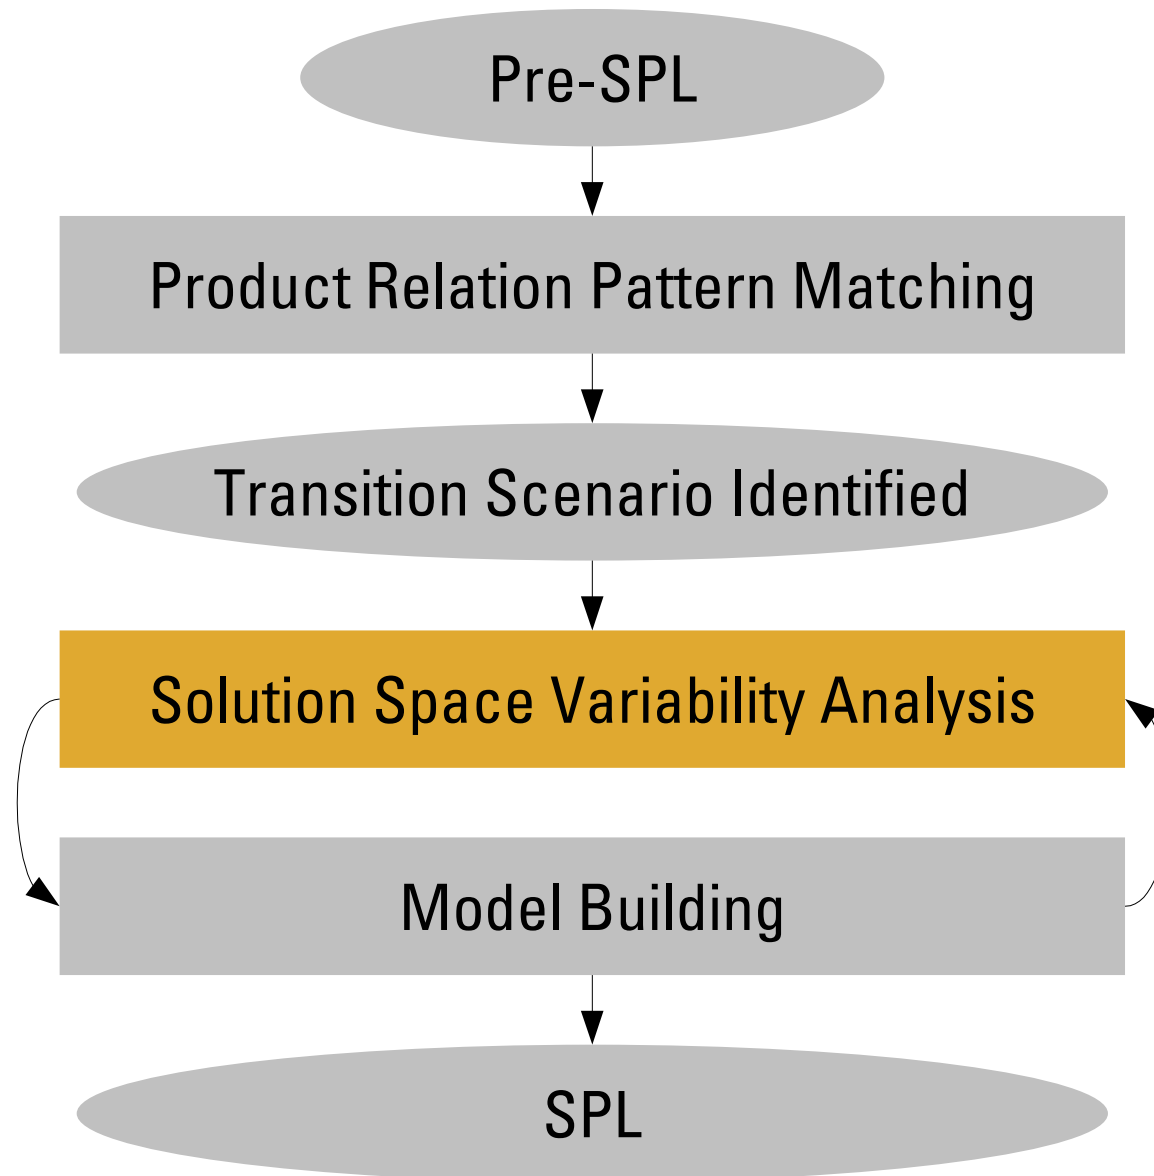 Pre-SPL
Product Relation Pattern Matching
Transition Scenario Identified
Solution Space Variability Analysis
Model Building
SPL